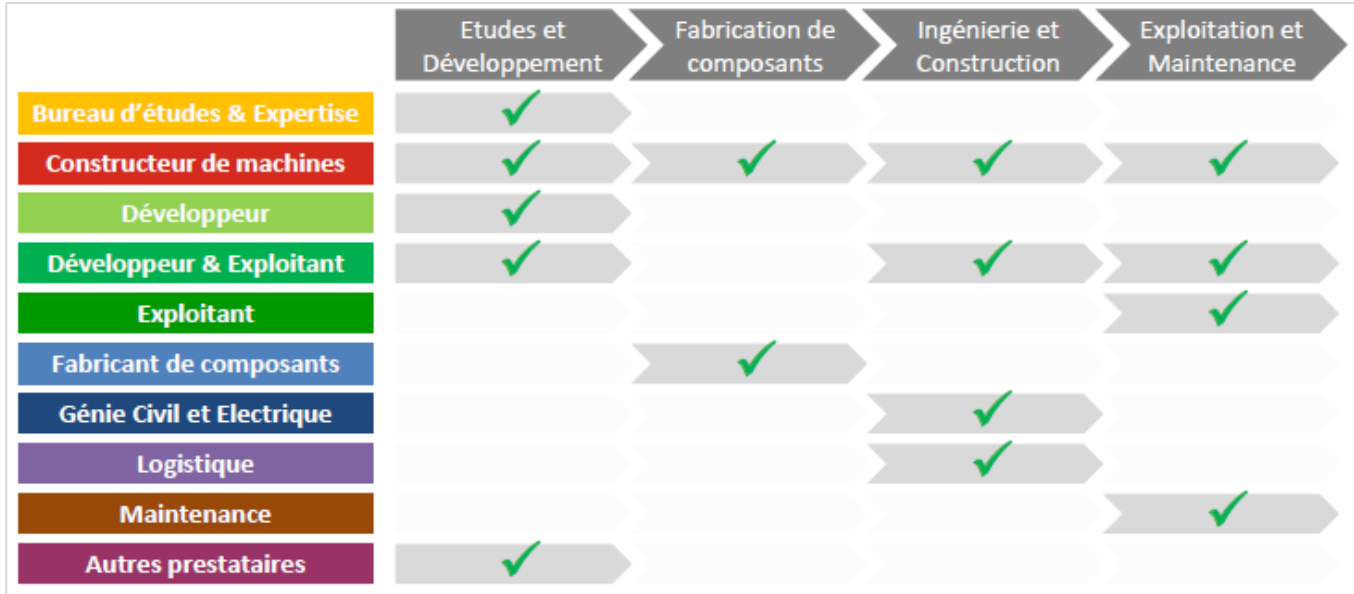 Etudes et
Développement
Fabrication de
composants
Ingénierie et
Construction
Exploitation et
Maintenance
Bureau d'études & Expertise
Constructeur de machines
Développeur
Développeur & Exploitant
Exploitant
Fabricant de composants
Génie Civil et Electrique
Logistique
Maintenance
Autres prestataires